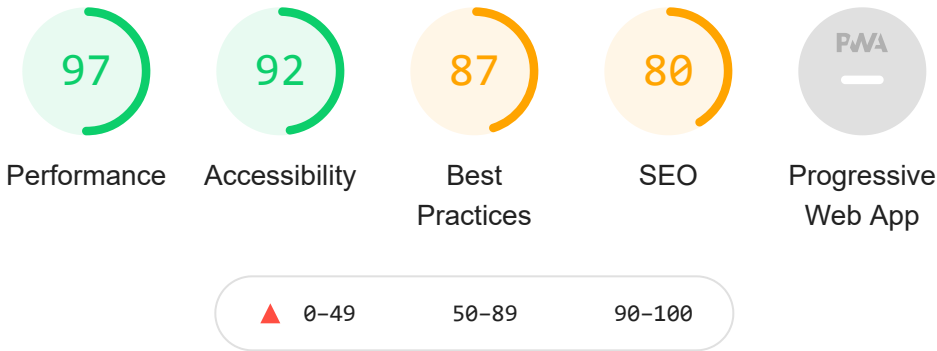 97
92
87
80
PWA
Performance
Accessibility
Best
Practices
SEO
Progressive
Web App
0–49
50–89
90–100